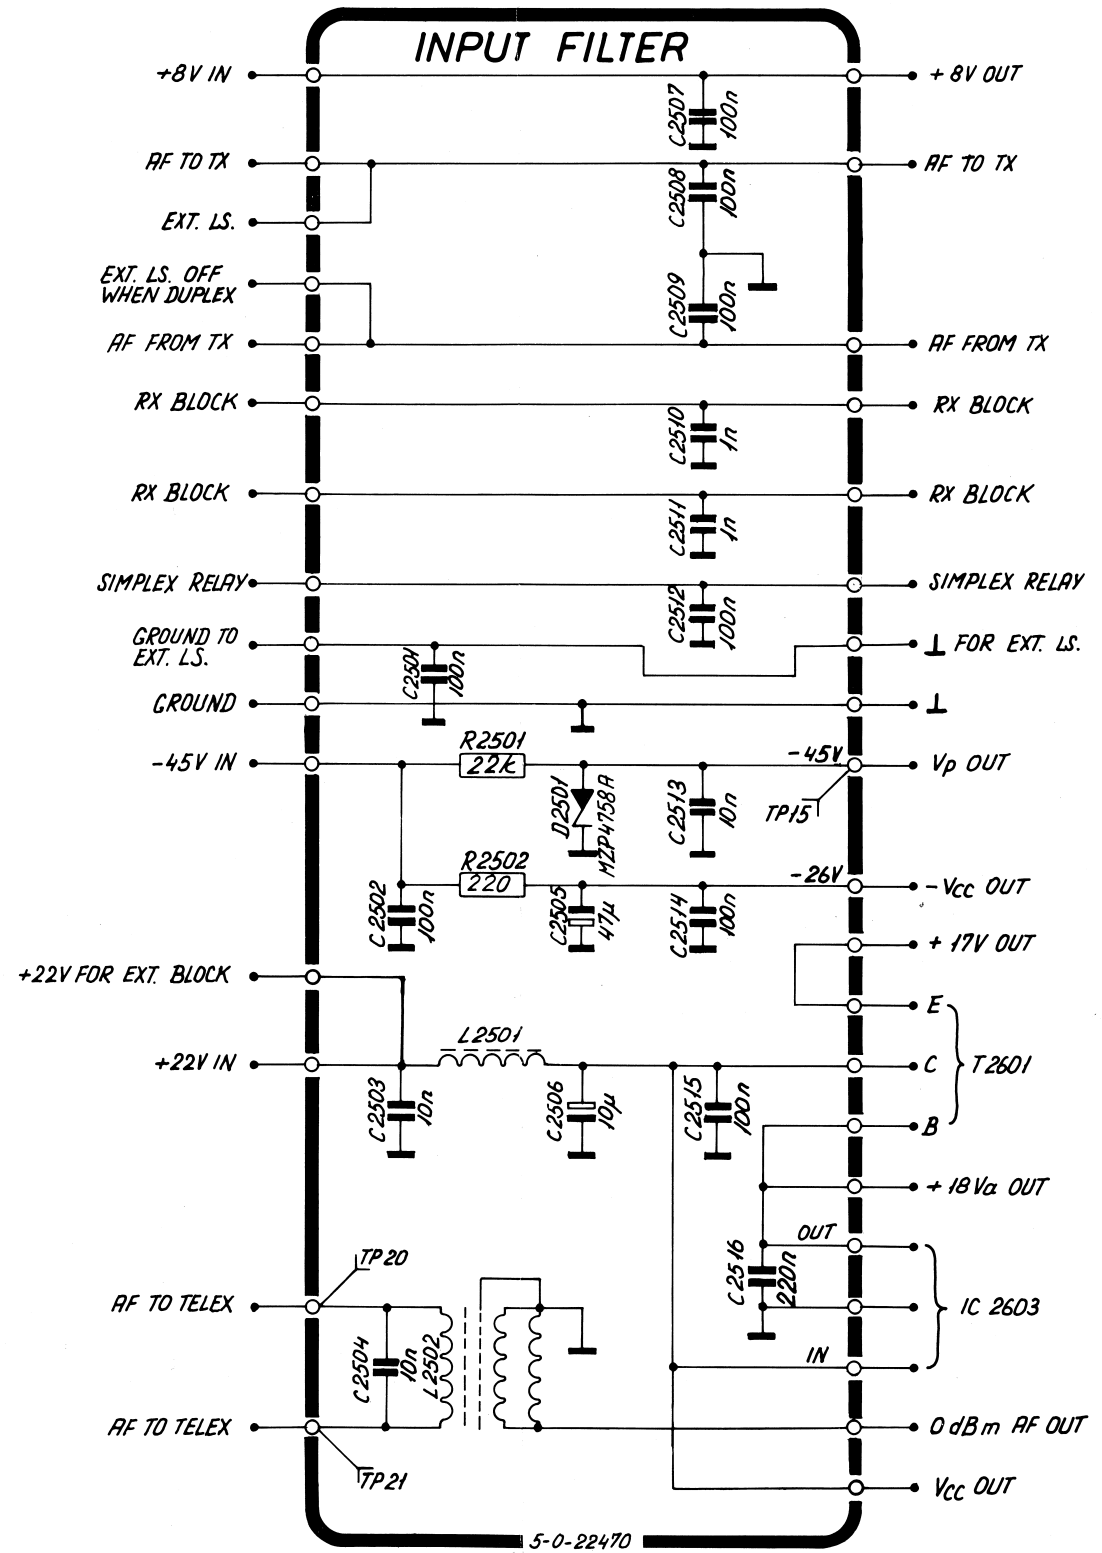 INPUT FILTER
+8V IN
+8V OUT
C2507
100n
AF TO TX
AF TO TX
C2508
100n
EXT. LS.
EXT. LS. OFF
WHEN DUPLEX
C2509
100n
AF FROM TX
AF FROM TX
RX BLOCK
RX BLOCK
C2510
1n
RX BLOCK
RX BLOCK
C2511
1n
SIMPLEX RELAY
SIMPLEX RELAY
C2512
100n
GROUND TO
EXT. LS.
⊥ FOR EXT. LS.
C2501
100n
GROUND
⊥
R2501
22k
-45V IN
-45V
Vp OUT
TP15
D2501
MZP4758A
C2513
10n
R2502
220
-26V
-Vcc OUT
C2502
100n
C2505
47µ
C2514
100n
+17V OUT
+22V FOR EXT. BLOCK
E
L2501
+22V IN
C
T2601
C2503
10n
C2506
10µ
C2515
100n
B
+18Va OUT
OUT
C2516
220n
IC 2603
IN
TP20
AF TO TELEX
C2504
10n
L2502
AF TO TELEX
0 dBm AF OUT
TP21
Vcc OUT
5-0-22470